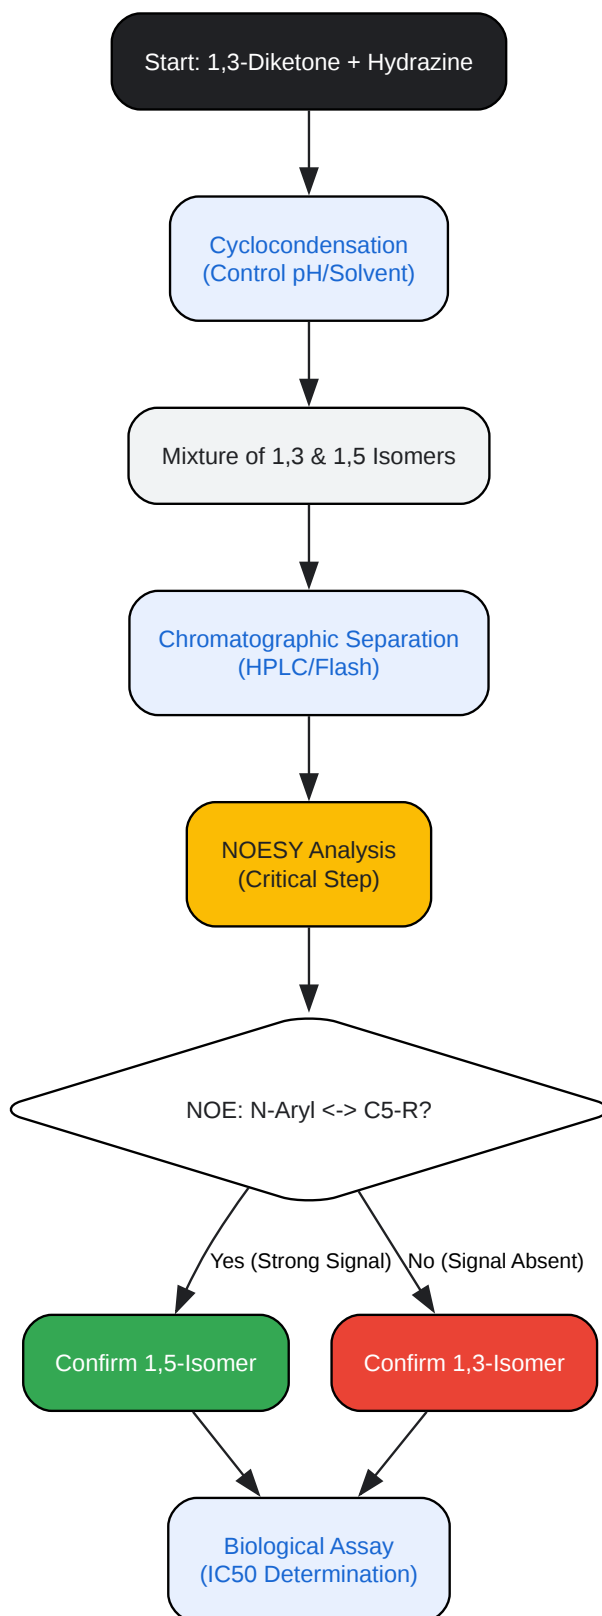 Start: 1,3-Diketone + Hydrazine
Cyclocondensation
(Control pH/Solvent)
Mixture of 1,3 & 1,5 Isomers
Chromatographic Separation
(HPLC/Flash)
NOESY Analysis
(Critical Step)
NOE: N-Aryl <-> C5-R?
Yes (Strong Signal)
No (Signal Absent)
Confirm 1,5-Isomer
Confirm 1,3-Isomer
Biological Assay
(IC50 Determination)